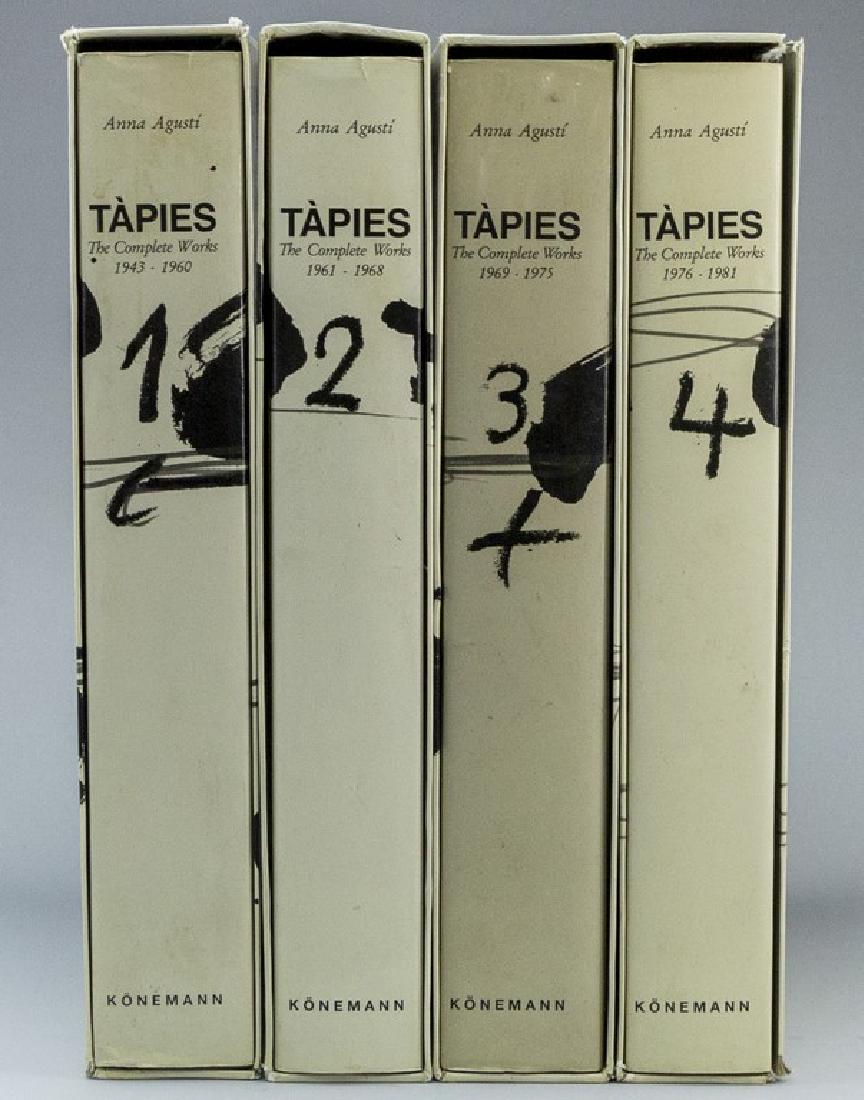 Anna Agustí
TÀPIES
The Complete Works
1943 - 1960
1
KÖNEMANN
Anna Agustí
TÀPIES
The Complete Works
1961 - 1968
2
KÖNEMANN
Anna Agustí
TÀPIES
The Complete Works
1969 - 1975
3
KÖNEMANN
Anna Agustí
TÀPIES
The Complete Works
1976 - 1981
4
KÖNEMANN